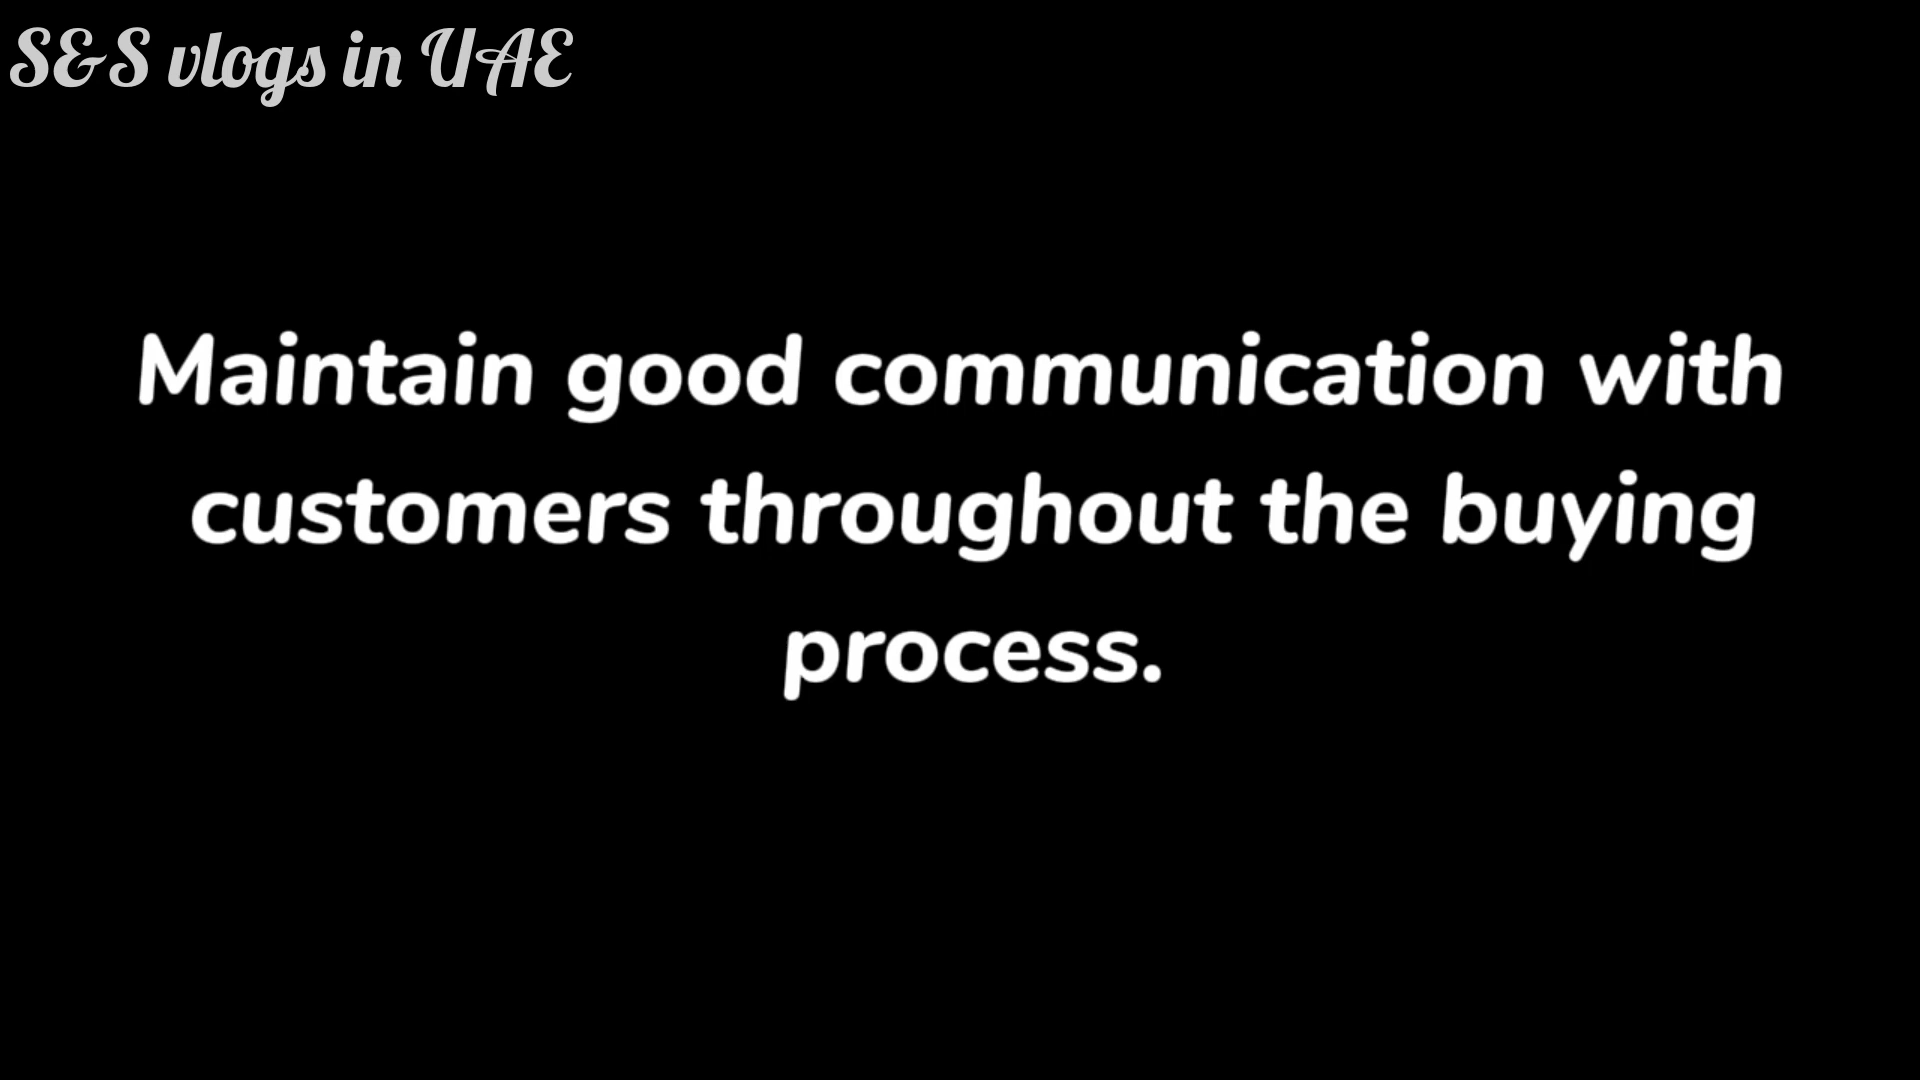 S&S vlogs in UAE
Maintain good communication with
customers throughout the buying
process.